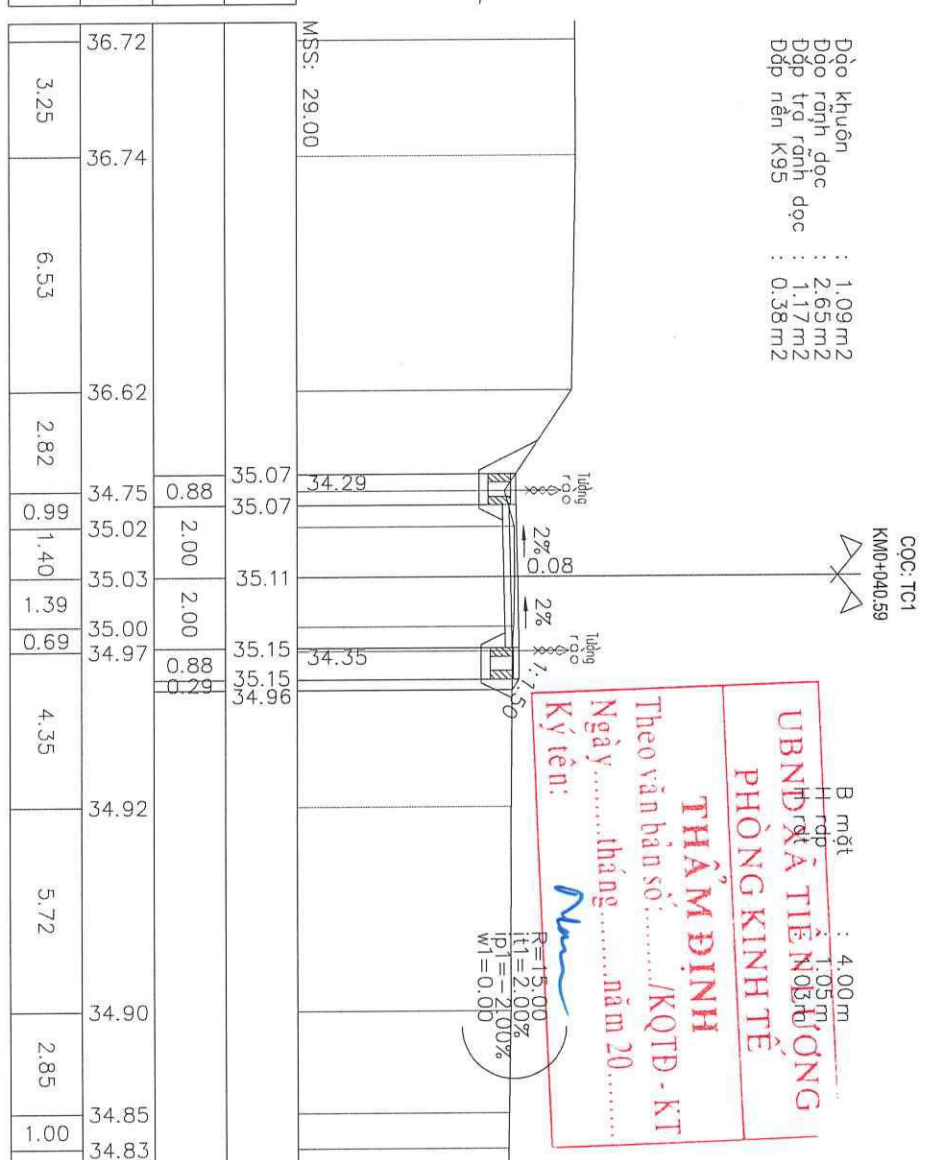 CỌC: TC1
KM0+040.59
Đào khuôn : 1.09m2
Đào rãnh dọc : 2.65m2
Đắp trả rãnh dọc : 1.17m2
Đắp nền K95 : 0.38m2
B mặt : 4.00m
H rdp : 1.05m
H rdt : 1.03m
UBND XÃ TIÊN LƯƠNG
PHÒNG KINH TẾ
THẨM ĐỊNH
Theo văn bản số:........./KQTĐ - KT
Ngày.........tháng.........năm 20.........
Ký tên:
R=15.00
it1=2.00%
ip1=-2.00%
w1=0.00
Tường rào
Tường rào
2%
0.08
2%
1:1.50
MSS: 29.00
34.29
34.35
35.07
35.07
35.11
35.15
35.15
34.96
0.88
2.00
2.00
0.88
0.29
36.72
36.74
36.62
34.75
35.02
35.03
35.00
34.97
34.92
34.90
34.85
34.83
3.25
6.53
2.82
0.99
1.40
1.39
0.69
4.35
5.72
2.85
1.00